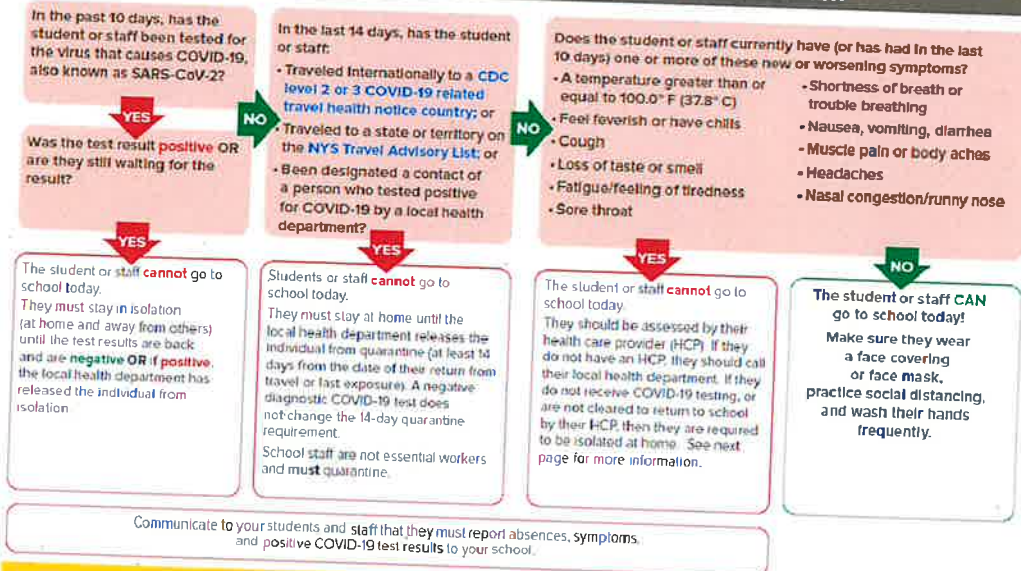 In the past 10 days, has the
student or staff been tested for
the virus that causes COVID-19,
also known as SARS-CoV-2?
YES
NO
Was the test result positive OR
are they still waiting for the
result?
YES
The student or staff cannot go to
school today.
They must stay in isolation
(at home and away from others)
until the test results are back
and are negative OR if positive,
the local health department has
released the individual from
isolation
In the last 14 days, has the student
or staff:
• Traveled Internationally to a CDC
level 2 or 3 COVID-19 related
travel health notice country; or
• Traveled to a state or territory on
the NYS Travel Advisory List; or
• Been designated a contact of
a person who tested positive
for COVID-19 by a local health
department?
NO
YES
Students or staff cannot go to
school today.
They must stay at home until the
local health department releases the
individual from quarantine (at least 14
days from the date of their return from
travel or last exposure). A negative
diagnostic COVID-19 test does
not change the 14-day quarantine
requirement.
School staff are not essential workers
and must quarantine.
Does the student or staff currently have (or has had in the last
10 days) one or more of these new or worsening symptoms?
• A temperature greater than or
equal to 100.0° F (37.8° C)
• Feel feverish or have chills
• Cough
• Loss of taste or smell
• Fatigue/feeling of tiredness
• Sore throat
• Shortness of breath or
trouble breathing
• Nausea, vomiting, diarrhea
• Muscle pain or body aches
• Headaches
• Nasal congestion/runny nose
YES
The student or staff cannot go to
school today.
They should be assessed by their
health care provider (HCP). If they
do not have an HCP, they should call
their local health department. If they
do not receive COVID-19 testing, or
are not cleared to return to school
by their HCP, then they are required
to be isolated at home. See next
page for more information.
NO
The student or staff CAN
go to school today!
Make sure they wear
a face covering
or face mask,
practice social distancing,
and wash their hands
frequently.
Communicate to your students and staff that they must report absences, symptoms,
and positive COVID-19 test results to your school.